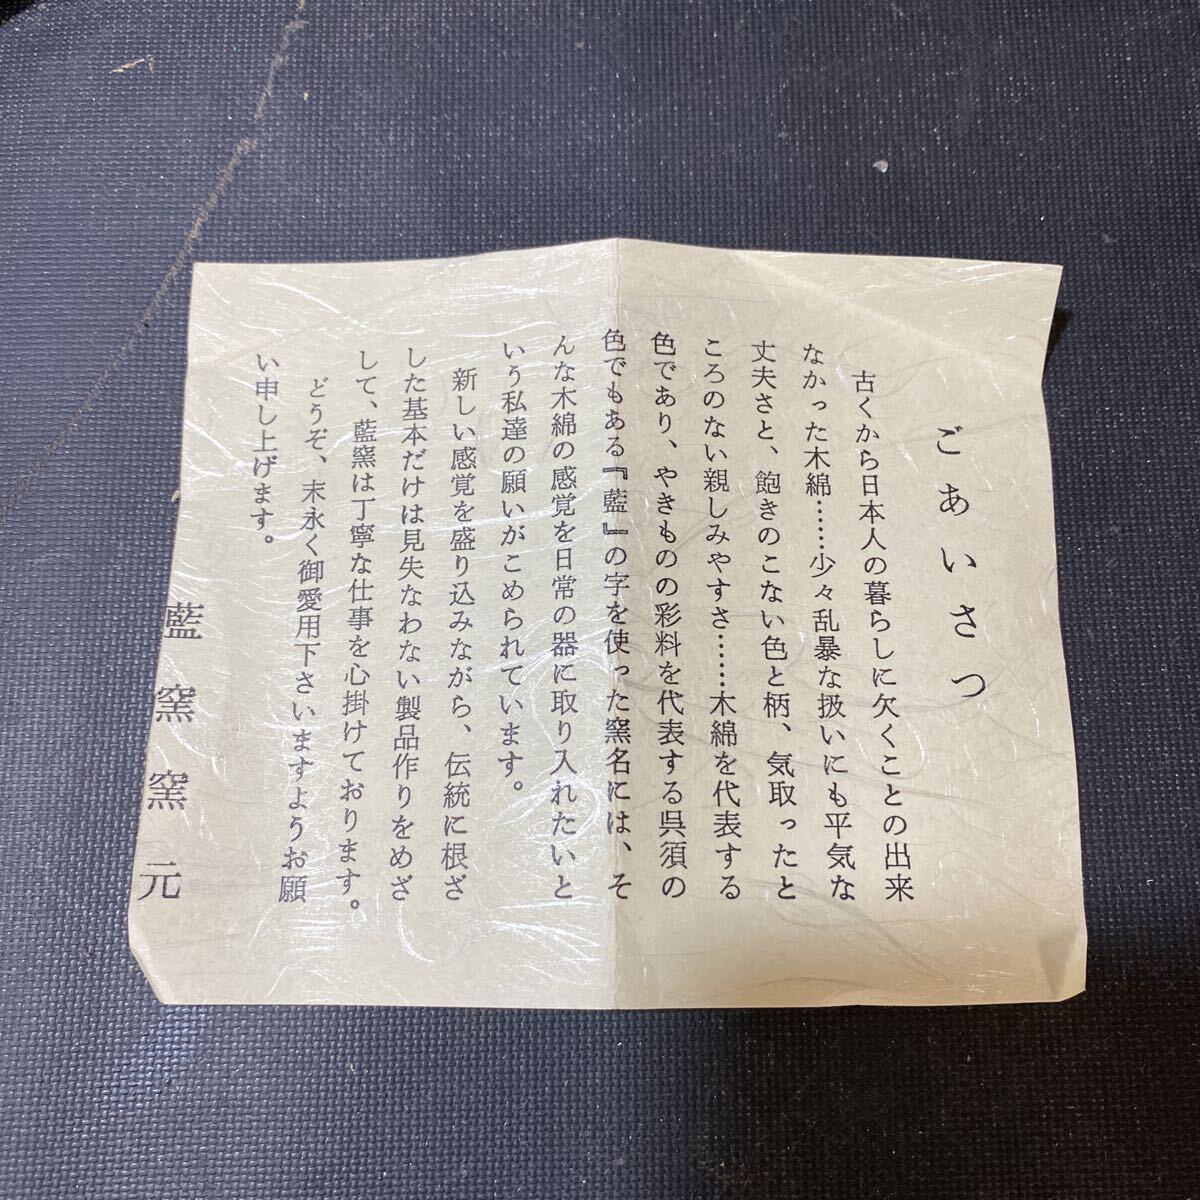 ごあいさつ
古くから日本人の暮らしに欠くことの出来
なかった木綿……少々乱暴な扱いにも平気な
丈夫さと、飽きのこない色と柄、気取ったと
ころのない親しみやすさ……木綿を代表する
色であり、やきものの彩料を代表する呉須の
色でもある『藍』の字を使った窯名には、そ
んな木綿の感覚を日常の器に取り入れたいと
いう私達の願いがこめられています。
新しい感覚を盛り込みながら、伝統に根ざ
した基本だけは見失なわない製品作りをめざ
して、藍窯は丁寧な仕事を心掛けております。
どうぞ、末永く御愛用下さいますようお願
い申し上げます。
藍窯窯元